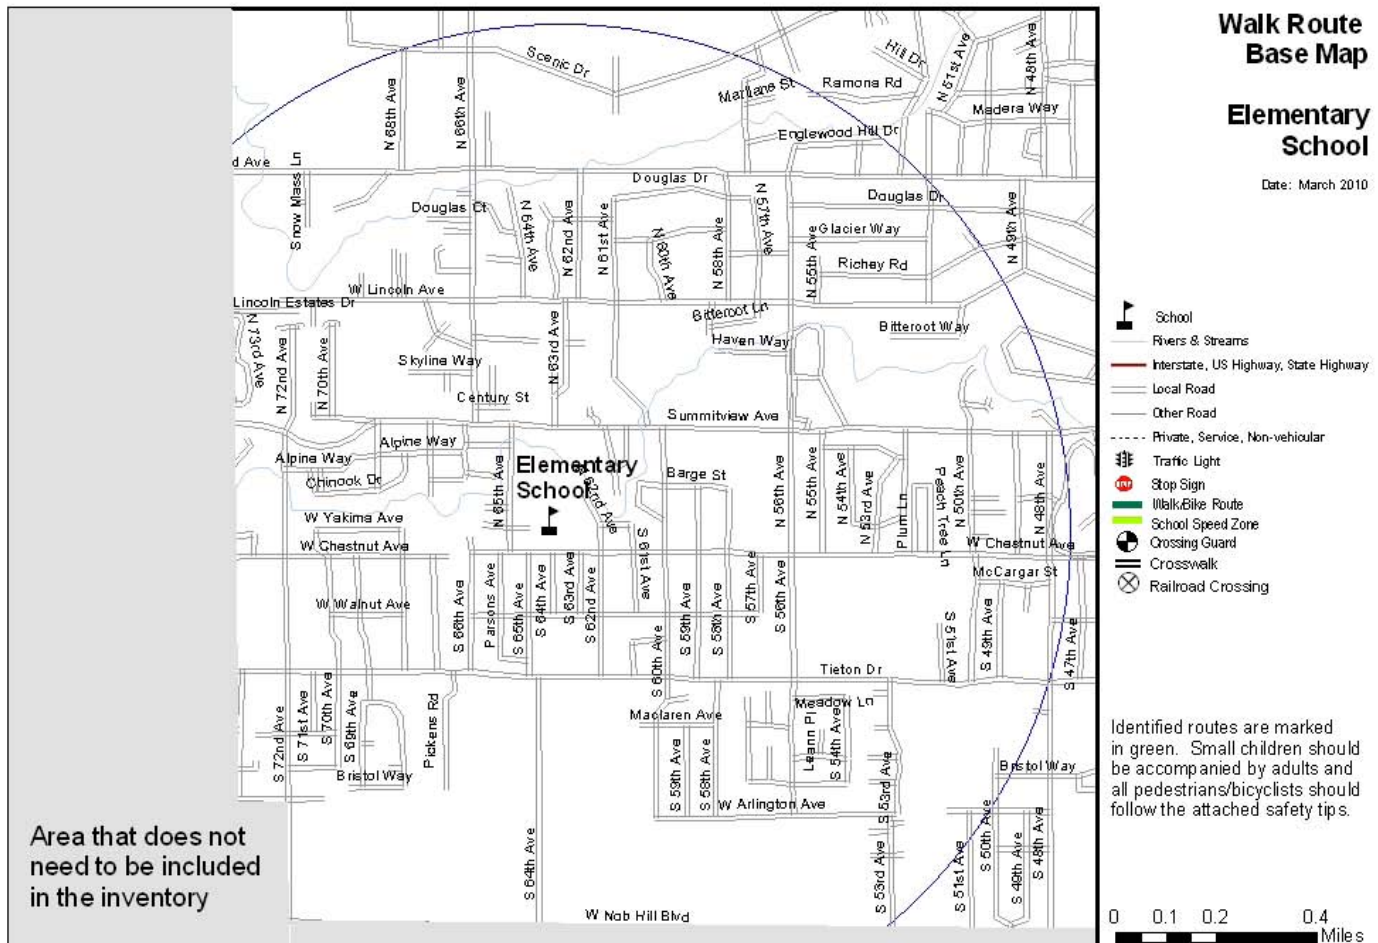 Walk Route
Base Map
Elementary
School
Date: March 2010
Scenic Dr
Hill Dr
N 51st Ave
N 48th Ave
N 68th Ave
N 66th Ave
Marilane St
Ramona Rd
Madera Way
Englewood Hill Dr
d Ave
Snow Mass Ln
Douglas Dr
Douglas Dr
Douglas Ct
N 64th Ave
N 62nd Ave
N 61st Ave
N 60th Ave
N 58th Ave
N 57th Ave
N 55th Ave
Glacier Way
N 49th Ave
Richey Rd
W Lincoln Ave
Lincoln Estates Dr
Bitteroot Ln
Bitteroot Way
N 73rd Ave
N 72nd Ave
N 70th Ave
N 63rd Ave
Haven Way
Skyline Way
Century St
Summitview Ave
Alpine Way
Alpine Way
Chinook Dr
N 65th Ave
Elementary
School
62nd Ave
Barge St
N 56th Ave
N 55th Ave
N 54th Ave
N 53rd Ave
Plum Ln
Peach Tree Ln
N 50th Ave
N 48th Ave
W Yakima Ave
W Chestnut Ave
W Chestnut Ave
S 61st Ave
McCargar St
W Walnut Ave
S 66th Ave
Parsons Ave
S 65th Ave
S 64th Ave
S 63rd Ave
S 62nd Ave
S 59th Ave
S 58th Ave
S 57th Ave
S 56th Ave
S 51st Ave
S 49th Ave
S 47th Ave
S 60th Ave
Tieton Dr
S 72nd Ave
S 71st Ave
S 70th Ave
S 69th Ave
Pickens Rd
Bristol Way
Maclaren Ave
S 59th Ave
S 58th Ave
Meadow Ln
Leann Pl
S 54th Ave
S 53rd Ave
Bristol Way
W Arlington Ave
S 64th Ave
S 53rd Ave
S 51st Ave
S 50th Ave
S 49th Ave
S 48th Ave
W Nob Hill Blvd
Area that does not
need to be included
in the inventory
School
Rivers & Streams
Interstate, US Highway, State Highway
Local Road
Other Road
Private, Service, Non-vehicular
Traffic Light
Stop Sign
Walk/Bike Route
School Speed Zone
Crossing Guard
Crosswalk
Railroad Crossing
Identified routes are marked
in green. Small children should
be accompanied by adults and
all pedestrians/bicyclists should
follow the attached safety tips.
0 0.1 0.2 0.4
Miles